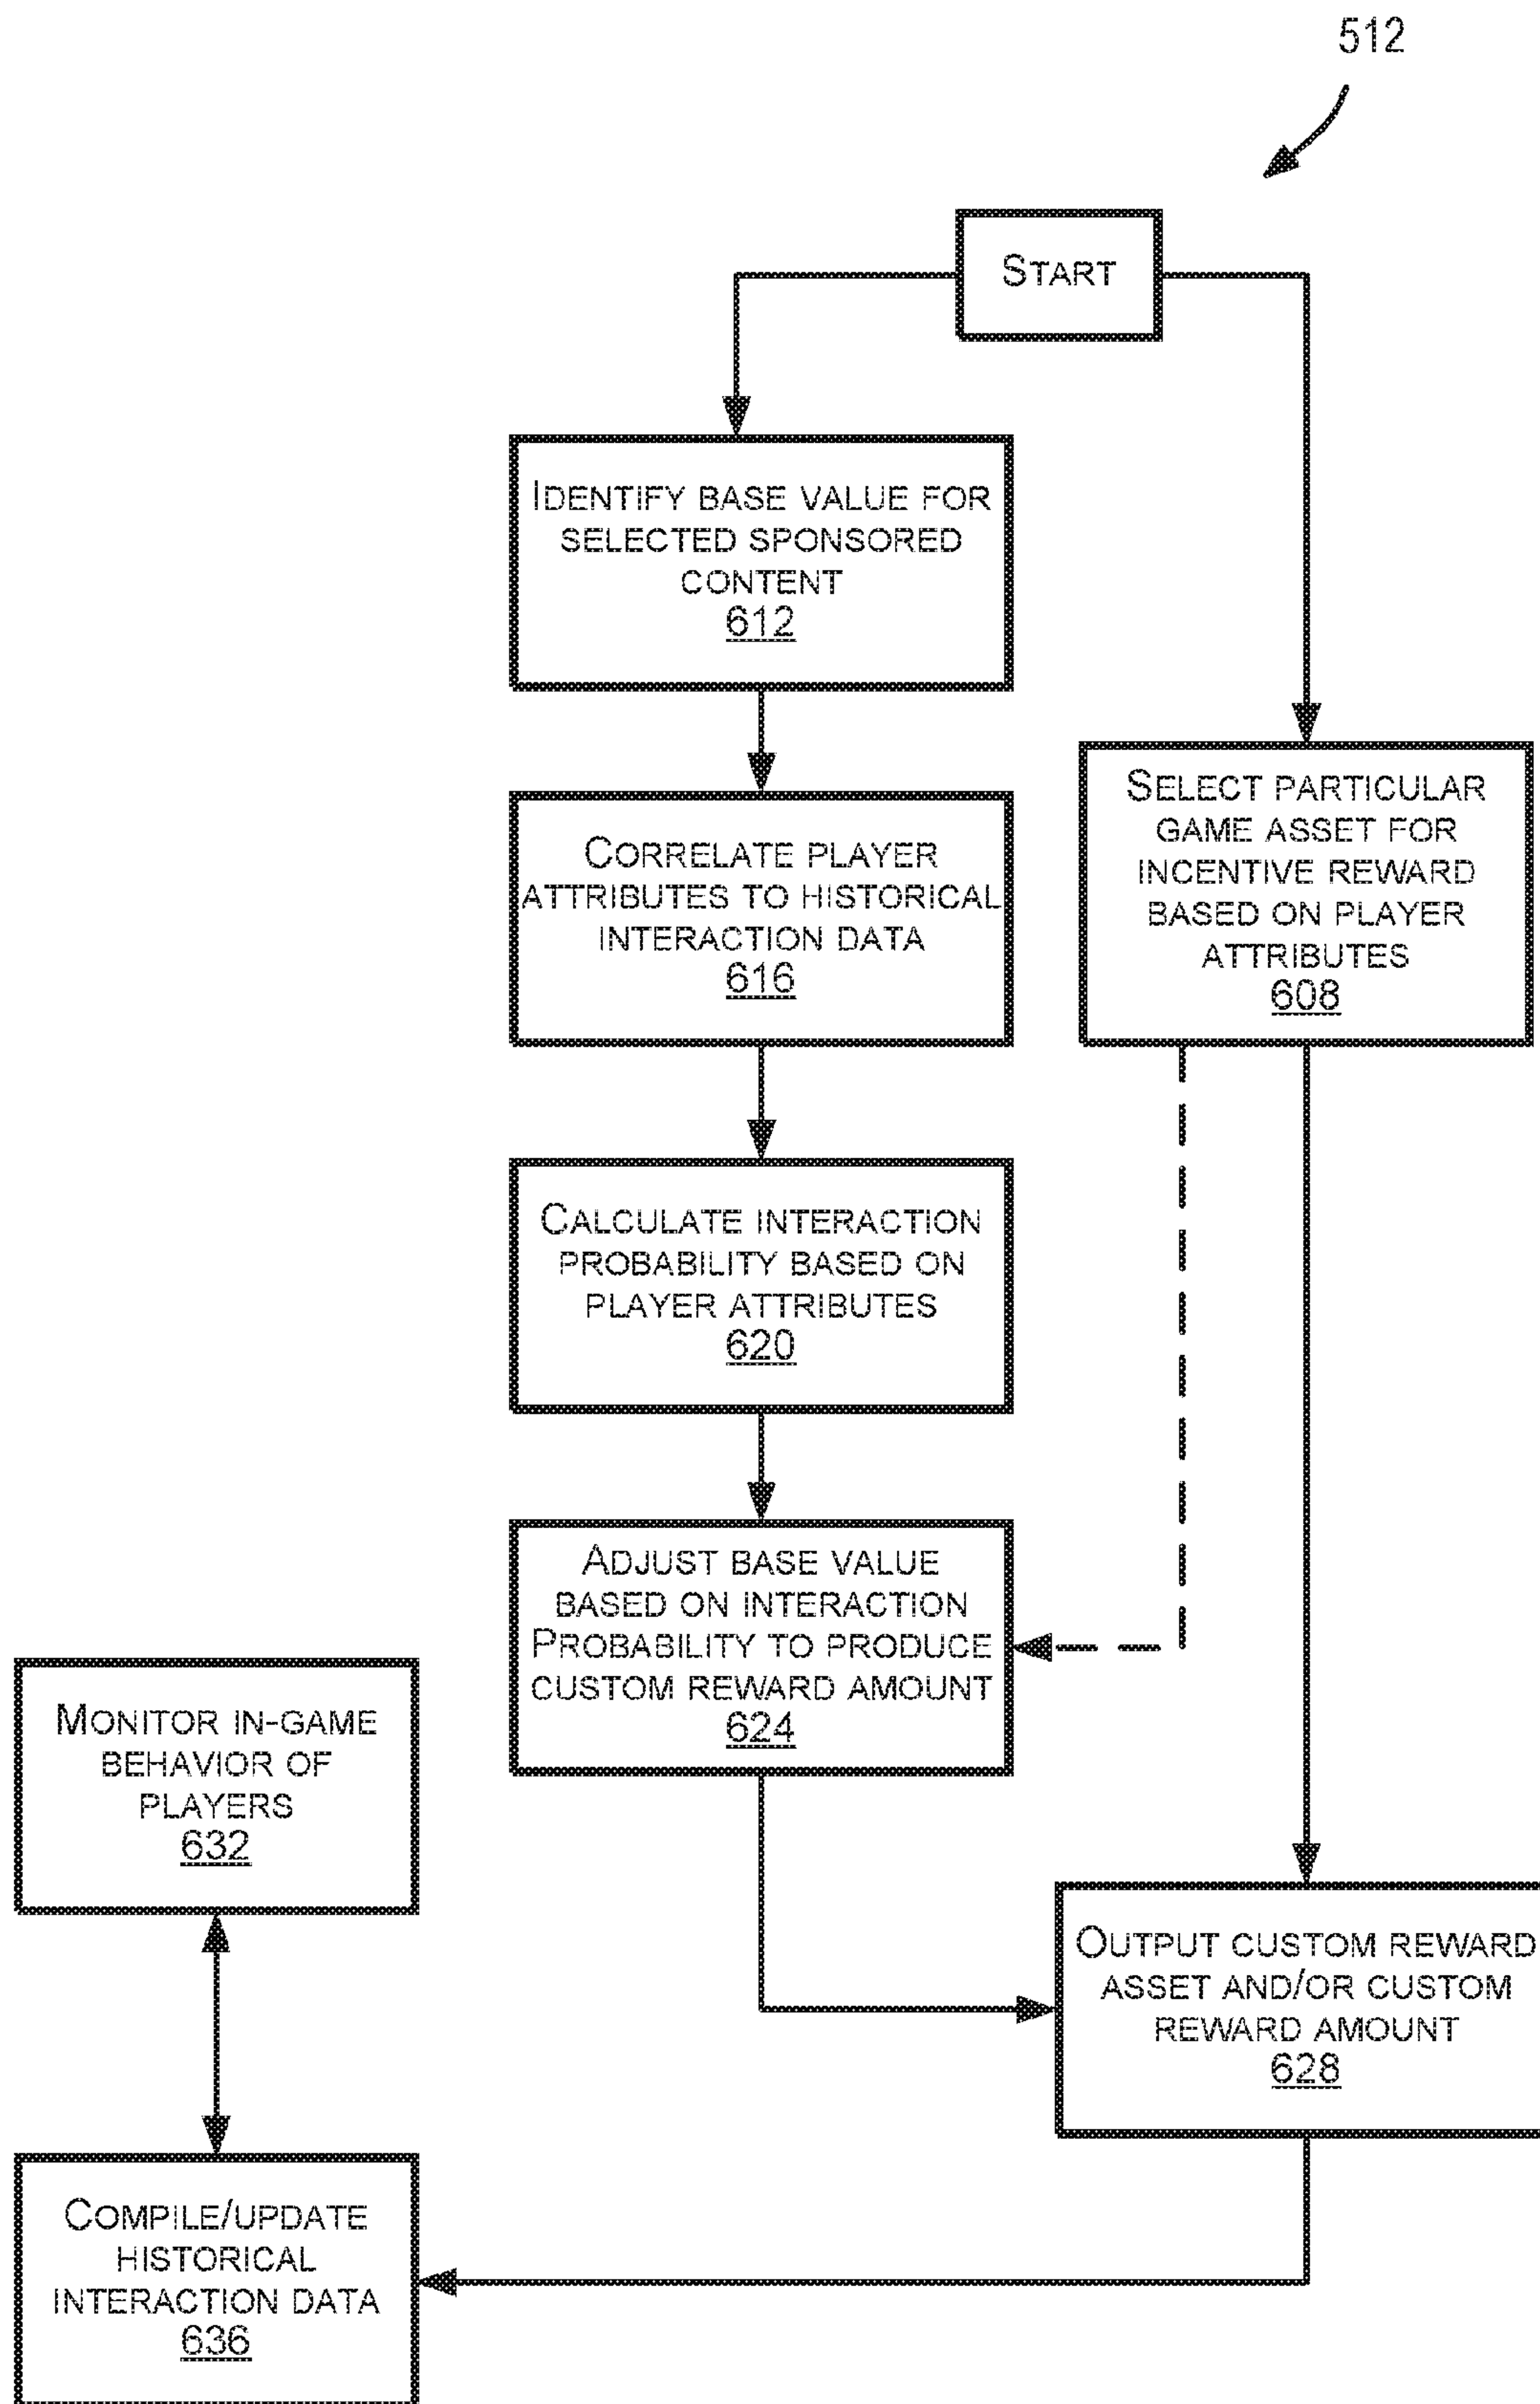 512
START
IDENTIFY BASE VALUE FOR
SELECTED SPONSORED
CONTENT
612
CORRELATE PLAYER
ATTRIBUTES TO HISTORICAL
INTERACTION DATA
616
SELECT PARTICULAR
GAME ASSET FOR
INCENTIVE REWARD
BASED ON PLAYER
ATTRIBUTES
608
CALCULATE INTERACTION
PROBABILITY BASED ON
PLAYER ATTRIBUTES
620
ADJUST BASE VALUE
BASED ON INTERACTION
PROBABILITY TO PRODUCE
CUSTOM REWARD AMOUNT
624
MONITOR IN-GAME
BEHAVIOR OF
PLAYERS
632
OUTPUT CUSTOM REWARD
ASSET AND/OR CUSTOM
REWARD AMOUNT
628
COMPILE/UPDATE
HISTORICAL
INTERACTION DATA
636